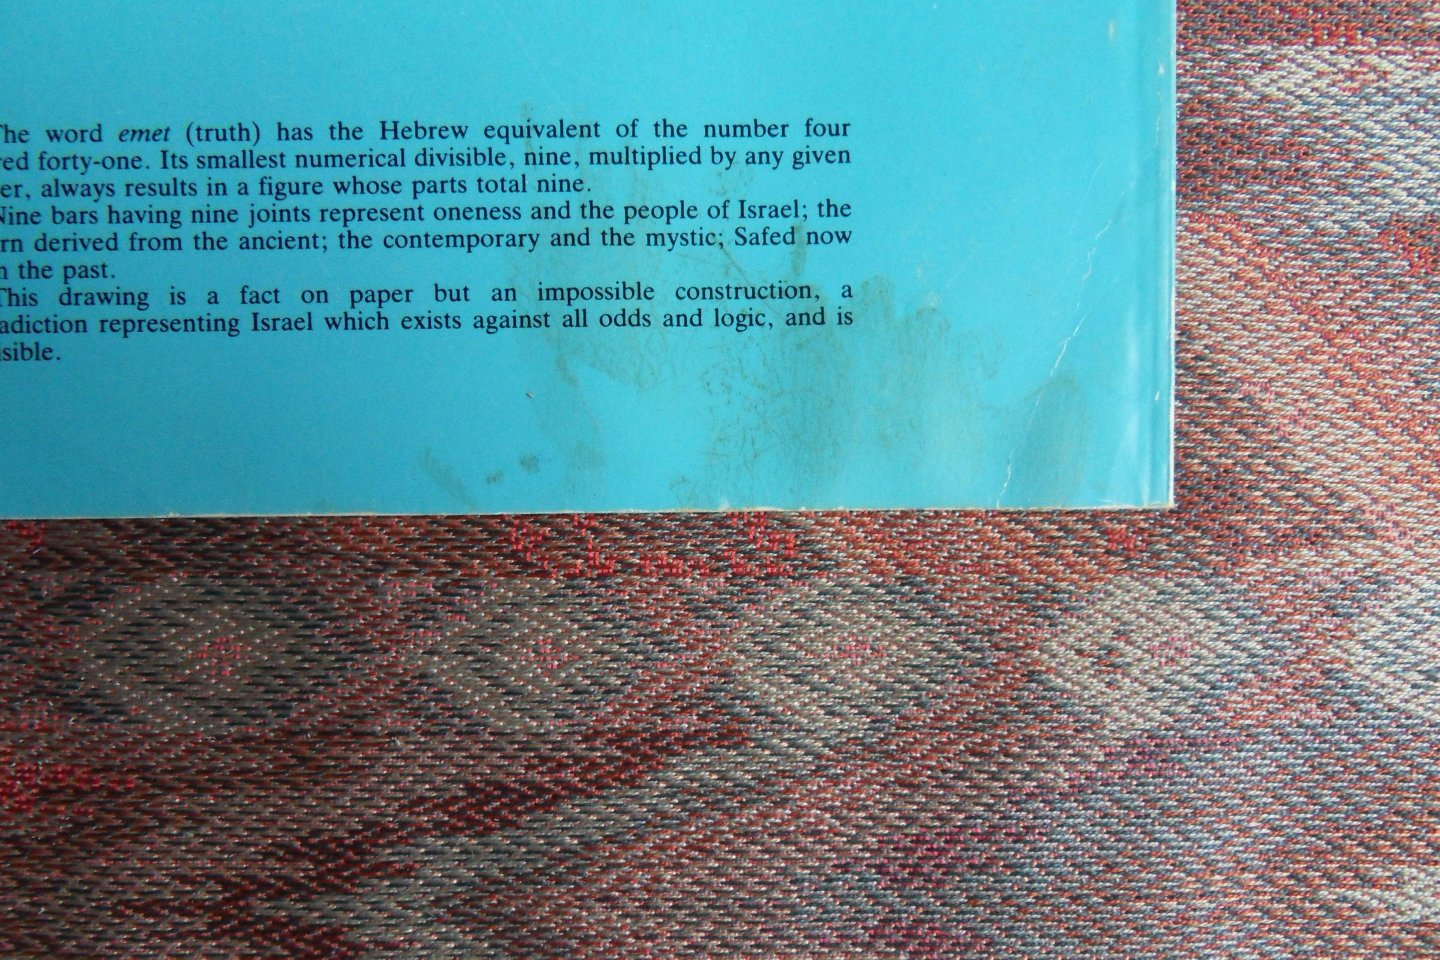 The word emet (truth) has the Hebrew equivalent of the number four
red forty-one. Its smallest numerical divisible, nine, multiplied by any given
er, always results in a figure whose parts total nine.
Nine bars having nine joints represent oneness and the people of Israel; the
rn derived from the ancient; the contemporary and the mystic; Safed now
n the past.
This drawing is a fact on paper but an impossible construction, a
adiction representing Israel which exists against all odds and logic, and is
sible.